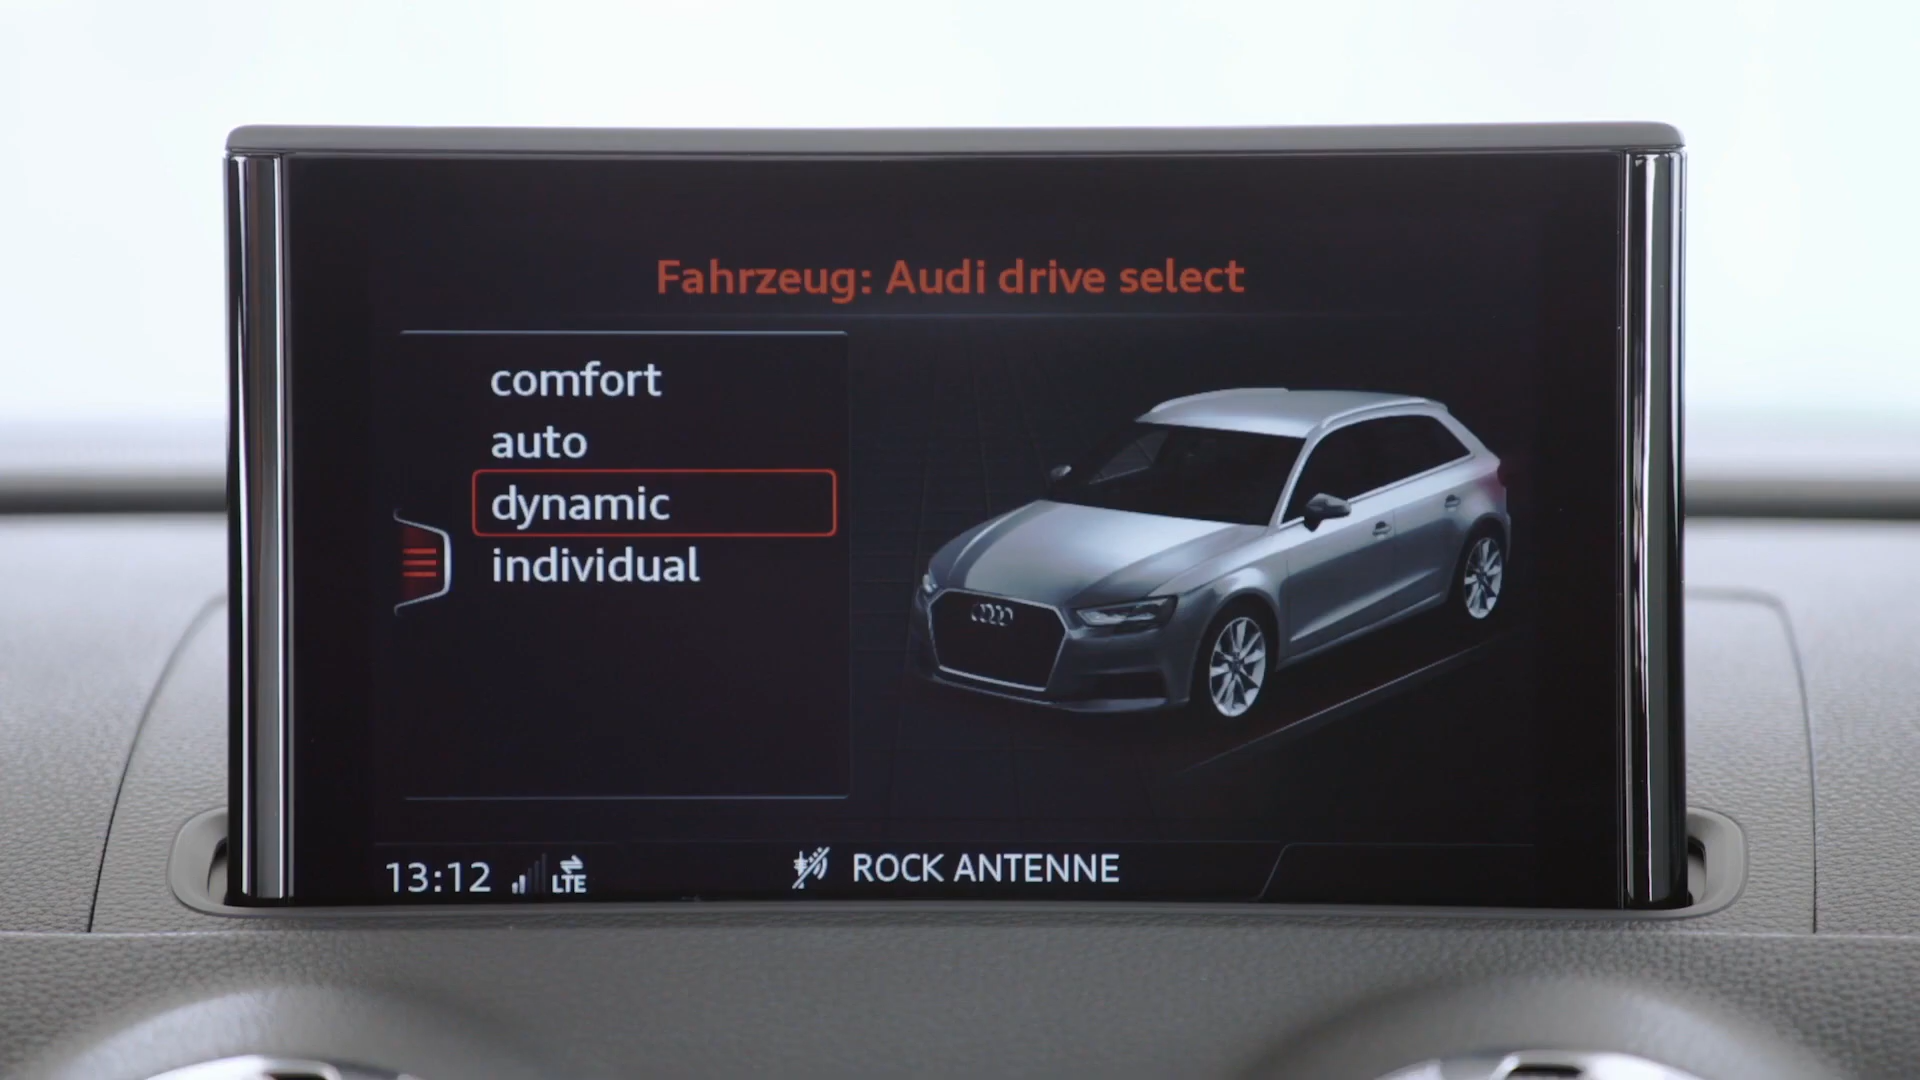 Fahrzeug: Audi drive select
comfort
auto
dynamic
individual
13:12 LTE
ROCK ANTENNE